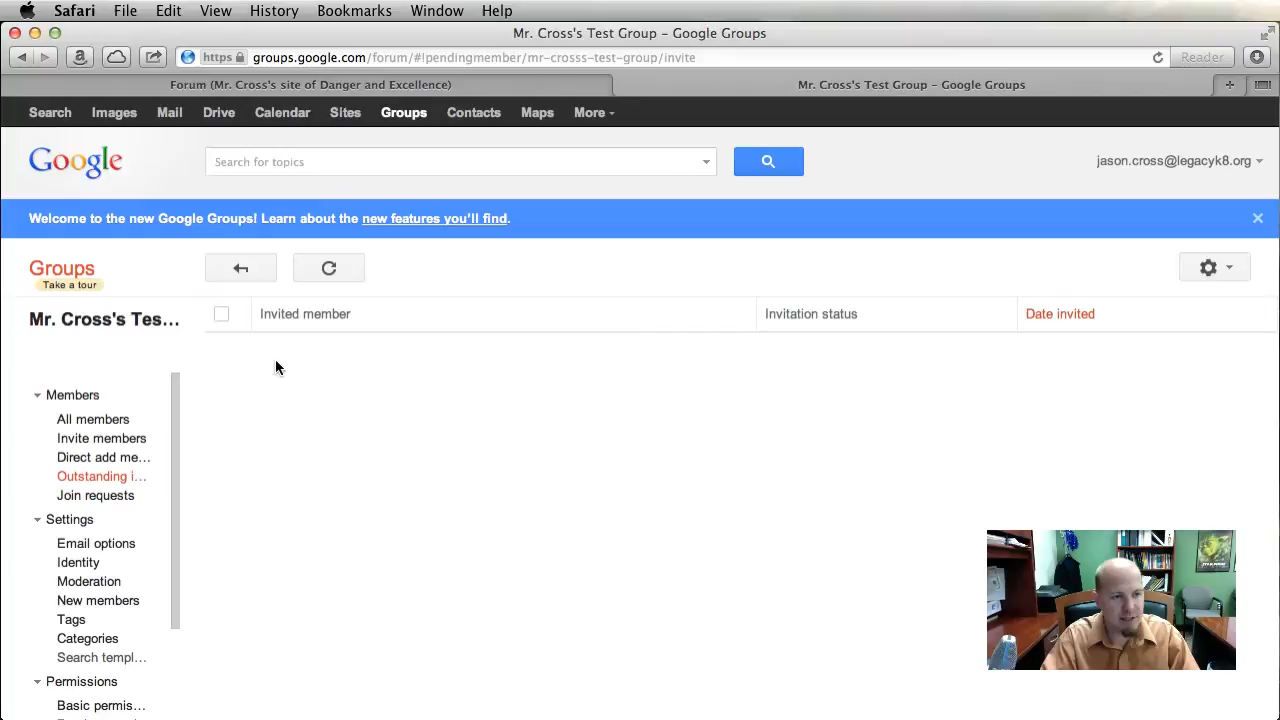 Safari File Edit View History Bookmarks Window Help
Mr. Cross's Test Group – Google Groups
https groups.google.com/forum/#!pendingmember/mr-crosss-test-group/invite Reader
Forum (Mr. Cross's site of Danger and Excellence) Mr. Cross's Test Group – Google Groups
Search Images Mail Drive Calendar Sites Groups Contacts Maps More
Google Search for topics jason.cross@legacyk8.org
Welcome to the new Google Groups! Learn about the new features you'll find.
Groups
Take a tour
Mr. Cross's Tes...
Invited member Invitation status Date invited
Members
All members
Invite members
Direct add me...
Outstanding i...
Join requests
Settings
Email options
Identity
Moderation
New members
Tags
Categories
Search templ...
Permissions
Basic permis...